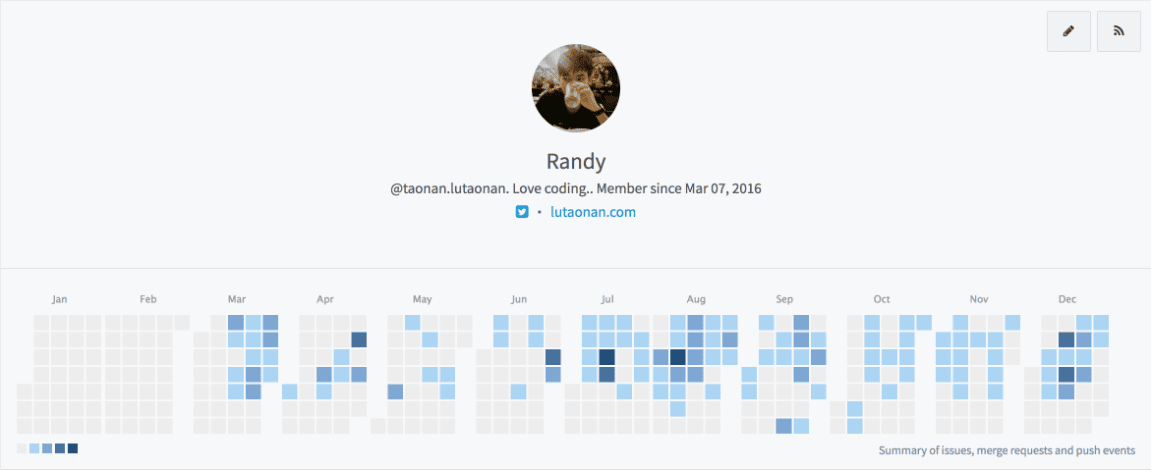 Randy
@taonan.lutaonan. Love coding.. Member since Mar 07, 2016
• lutaonan.com
Jan Feb Mar Apr May Jun Jul Aug Sep Oct Nov Dec
Summary of issues, merge requests and push events